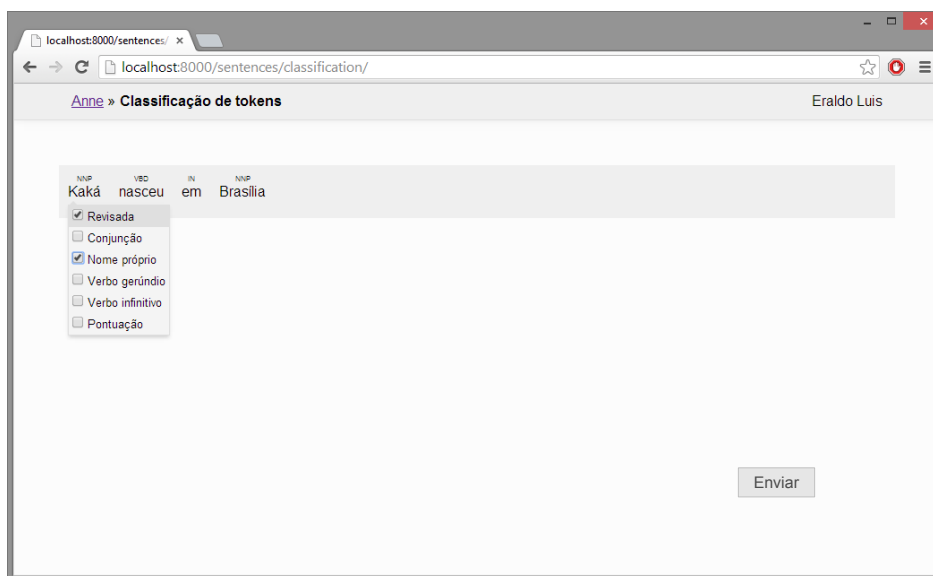 localhost:8000/sentences/
localhost:8000/sentences/classification/
Anne » Classificação de tokens Eraldo Luis
NNP VBD IN NNP
Kaká nasceu em Brasília
Revisada
Conjunção
Nome próprio
Verbo gerúndio
Verbo infinitivo
Pontuação
Enviar